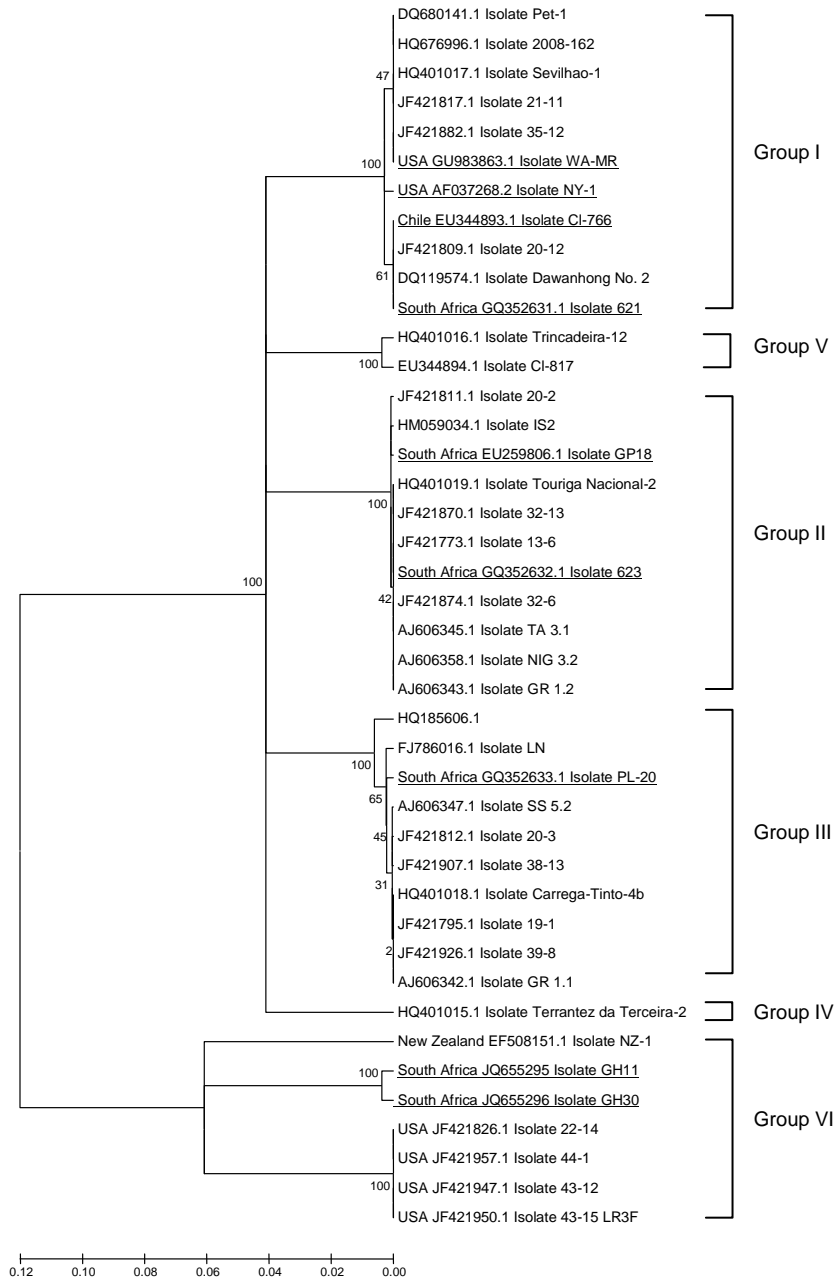 DQ680141.1 Isolate Pet-1
HQ676996.1 Isolate 2008-162
HQ401017.1 Isolate Sevilhao-1
JF421817.1 Isolate 21-11
JF421882.1 Isolate 35-12
USA GU983863.1 Isolate WA-MR
USA AF037268.2 Isolate NY-1
Chile EU344893.1 Isolate Cl-766
JF421809.1 Isolate 20-12
DQ119574.1 Isolate Dawanhong No. 2
South Africa GQ352631.1 Isolate 621
HQ401016.1 Isolate Trincadeira-12
EU344894.1 Isolate Cl-817
JF421811.1 Isolate 20-2
HM059034.1 Isolate IS2
South Africa EU259806.1 Isolate GP18
HQ401019.1 Isolate Touriga Nacional-2
JF421870.1 Isolate 32-13
JF421773.1 Isolate 13-6
South Africa GQ352632.1 Isolate 623
JF421874.1 Isolate 32-6
AJ606345.1 Isolate TA 3.1
AJ606358.1 Isolate NIG 3.2
AJ606343.1 Isolate GR 1.2
HQ185606.1
FJ786016.1 Isolate LN
South Africa GQ352633.1 Isolate PL-20
AJ606347.1 Isolate SS 5.2
JF421812.1 Isolate 20-3
JF421907.1 Isolate 38-13
HQ401018.1 Isolate Carrega-Tinto-4b
JF421795.1 Isolate 19-1
JF421926.1 Isolate 39-8
AJ606342.1 Isolate GR 1.1
HQ401015.1 Isolate Terrantez da Terceira-2
New Zealand EF508151.1 Isolate NZ-1
South Africa JQ655295 Isolate GH11
South Africa JQ655296 Isolate GH30
USA JF421826.1 Isolate 22-14
USA JF421957.1 Isolate 44-1
USA JF421947.1 Isolate 43-12
USA JF421950.1 Isolate 43-15 LR3F
47
100
61
100
100
42
100
100
65
45
31
2
100
100
Group I
Group V
Group II
Group III
Group IV
Group VI
0.12 0.10 0.08 0.06 0.04 0.02 0.00